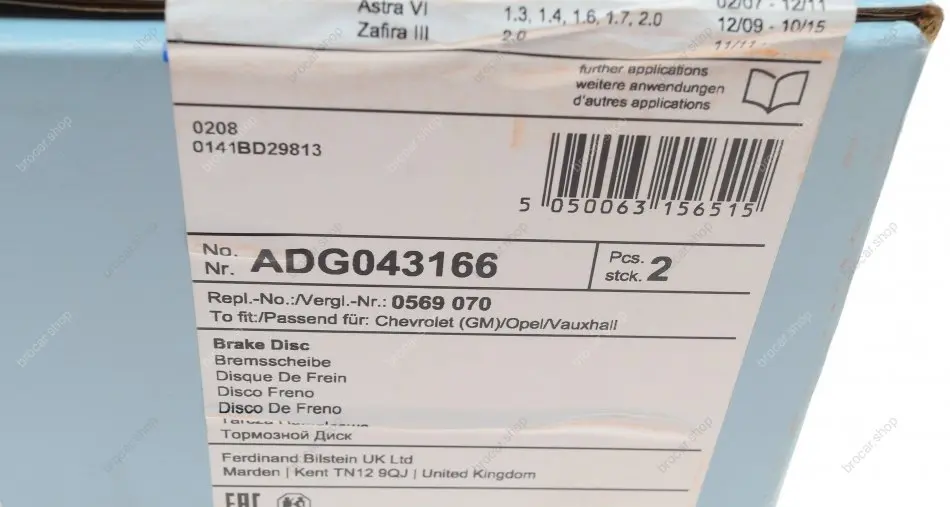 Astra VI 1.3, 1.4, 1.6, 1.7, 2.0 12/09 - 10/15
Zafira III 2.0 11/11 -
further applications
weitere anwendungen
d'autres applications
0208
0141BD29813
5 050063 156515
No. Nr. ADG043166
Pcs. stck. 2
Repl.-No.:/Vergl.-Nr.: 0569 070
To fit:/Passend für: Chevrolet (GM)/Opel/Vauxhall
Brake Disc
Bremsscheibe
Disque De Frein
Disco Freno
Disco De Freno
Тормозной Диск
Ferdinand Bilstein UK Ltd
Marden | Kent TN12 9QJ | United Kingdom
EAC
brocar.shop